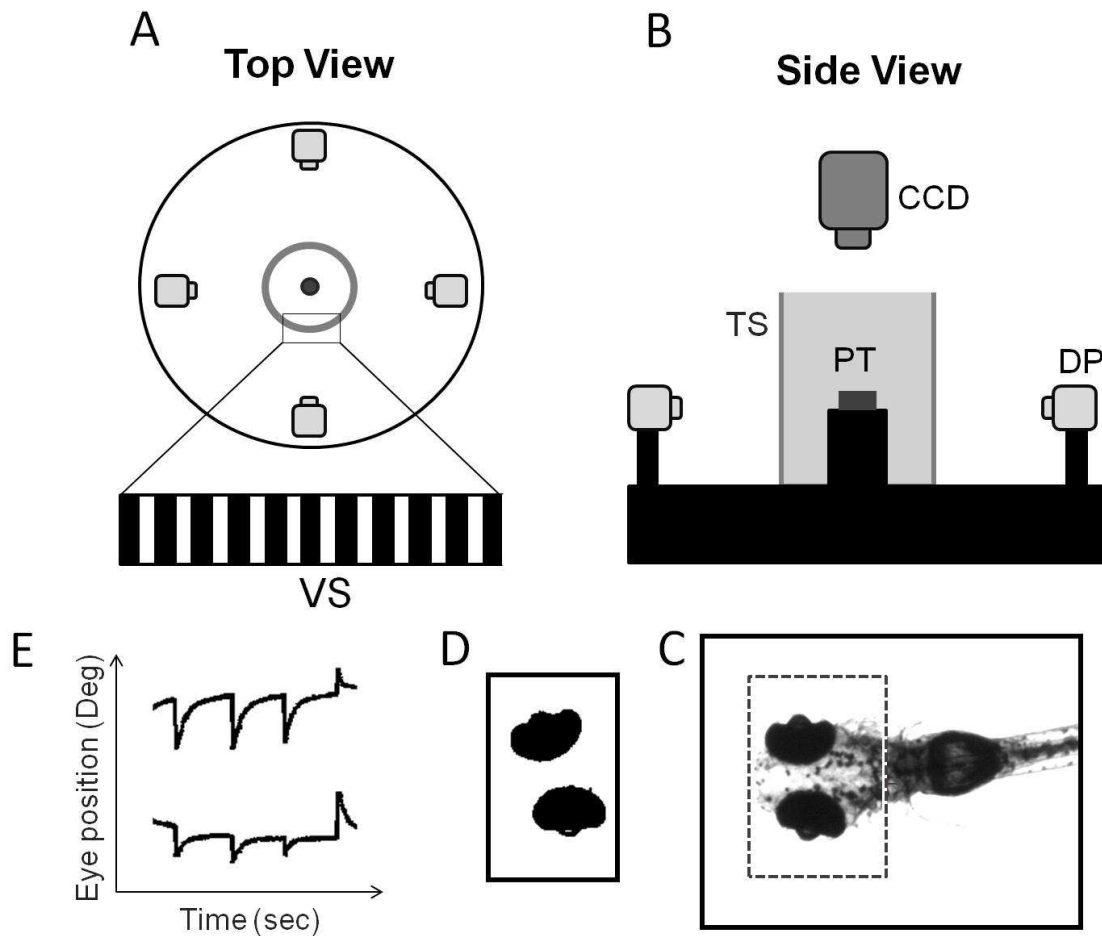 A
Top View
VS
B
Side View
CCD
TS
PT
DP
E
Eye position (Deg)
Time (sec)
D
C